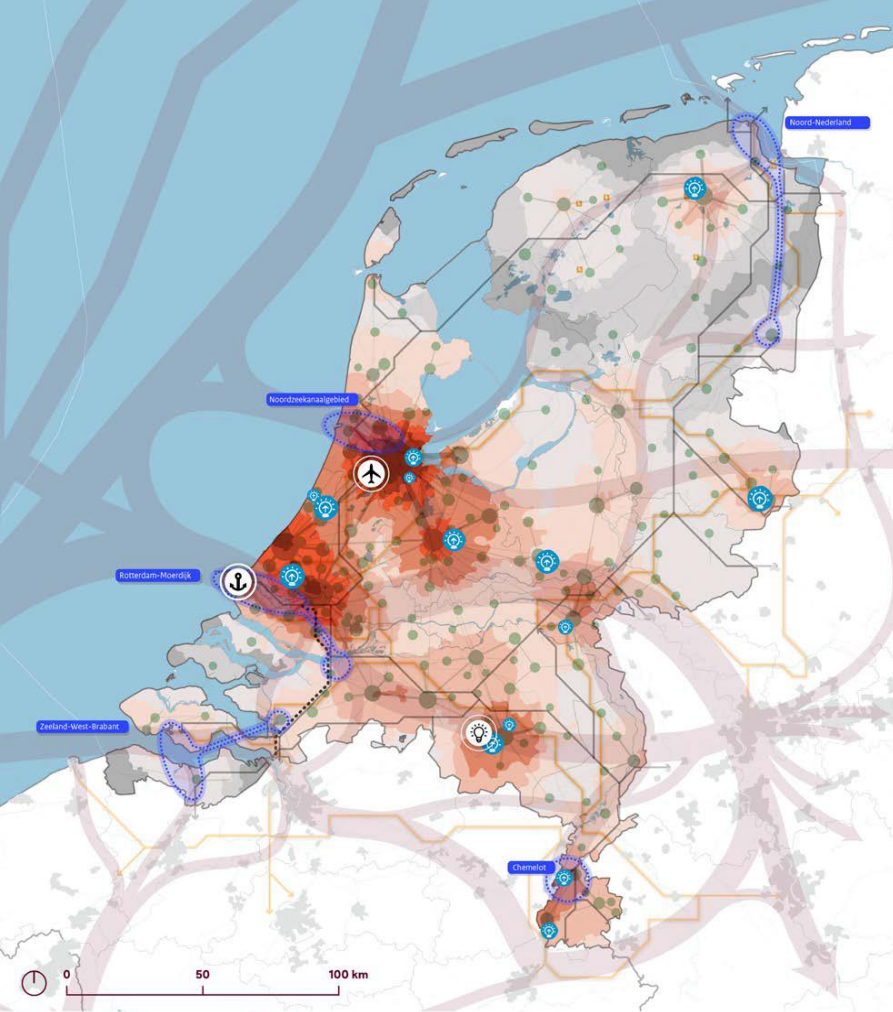 Noord-Nederland
Noordzeekanaalgebied
Rotterdam-Moerdijk
Zeeland-West-Brabant
Chemelot
0 50 100 km